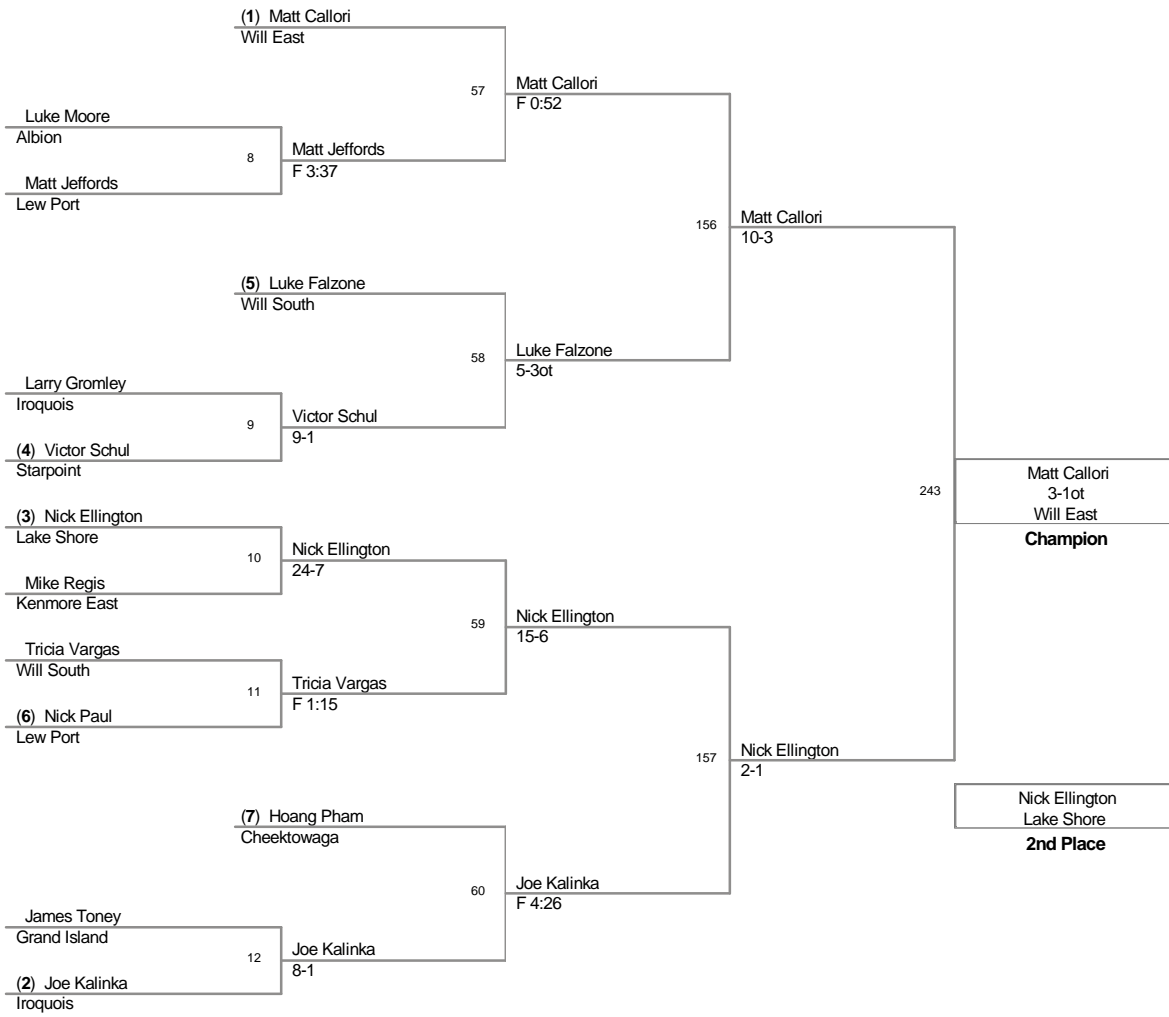 (1) Matt Callori
Will East
57
Matt Callori
F 0:52
Luke Moore
Albion
8
Matt Jeffords
F 3:37
Matt Jeffords
Lew Port
156
Matt Callori
10-3
(5) Luke Falzone
Will South
58
Luke Falzone
5-3ot
Larry Gromley
Iroquois
9
Victor Schul
9-1
(4) Victor Schul
Starpoint
243
Matt Callori
3-1ot
Will East
Champion
(3) Nick Ellington
Lake Shore
10
Nick Ellington
24-7
Mike Regis
Kenmore East
59
Nick Ellington
15-6
Tricia Vargas
Will South
11
Tricia Vargas
F 1:15
(6) Nick Paul
Lew Port
157
Nick Ellington
2-1
Nick Ellington
Lake Shore
2nd Place
(7) Hoang Pham
Cheektowaga
60
Joe Kalinka
F 4:26
James Toney
Grand Island
12
Joe Kalinka
8-1
(2) Joe Kalinka
Iroquois